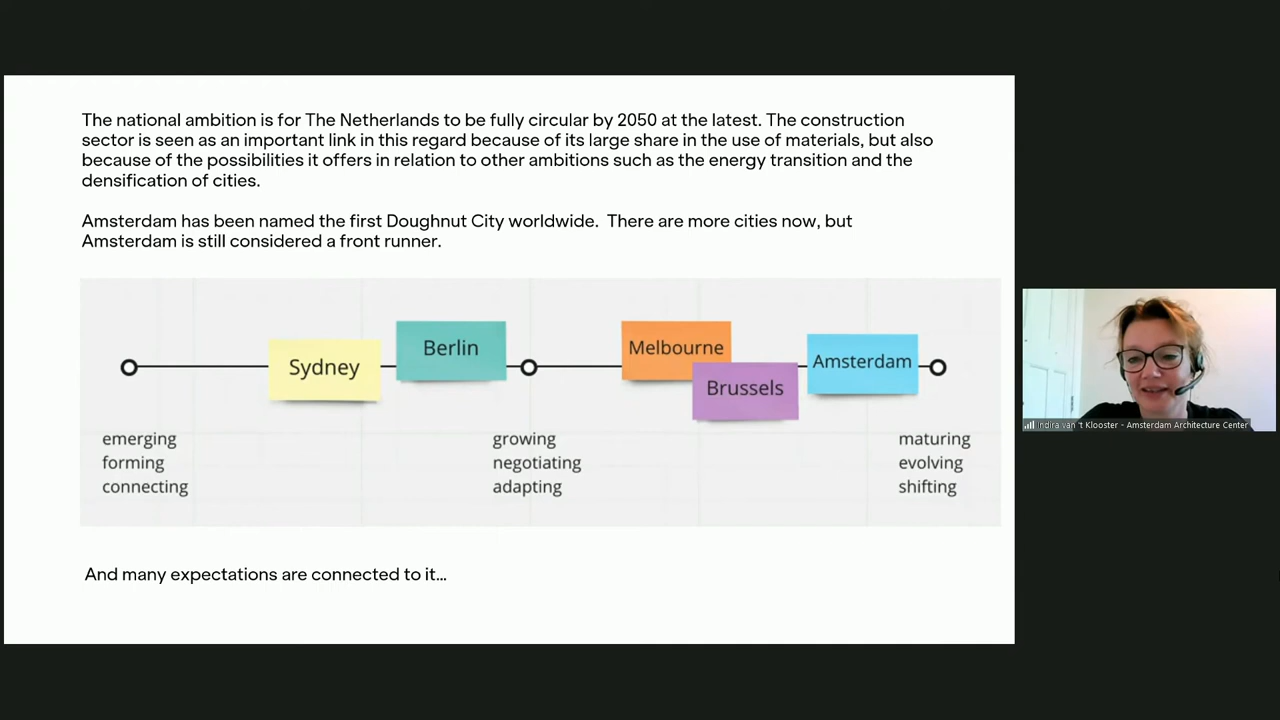 The national ambition is for The Netherlands to be fully circular by 2050 at the latest. The construction
sector is seen as an important link in this regard because of its large share in the use of materials, but also
because of the possibilities it offers in relation to other ambitions such as the energy transition and the
densification of cities.
Amsterdam has been named the first Doughnut City worldwide. There are more cities now, but
Amsterdam is still considered a front runner.
Sydney
Berlin
Melbourne
Brussels
Amsterdam
emerging
forming
connecting
growing
negotiating
adapting
maturing
evolving
shifting
And many expectations are connected to it...
Indira van 't Klooster - Amsterdam Architecture Center